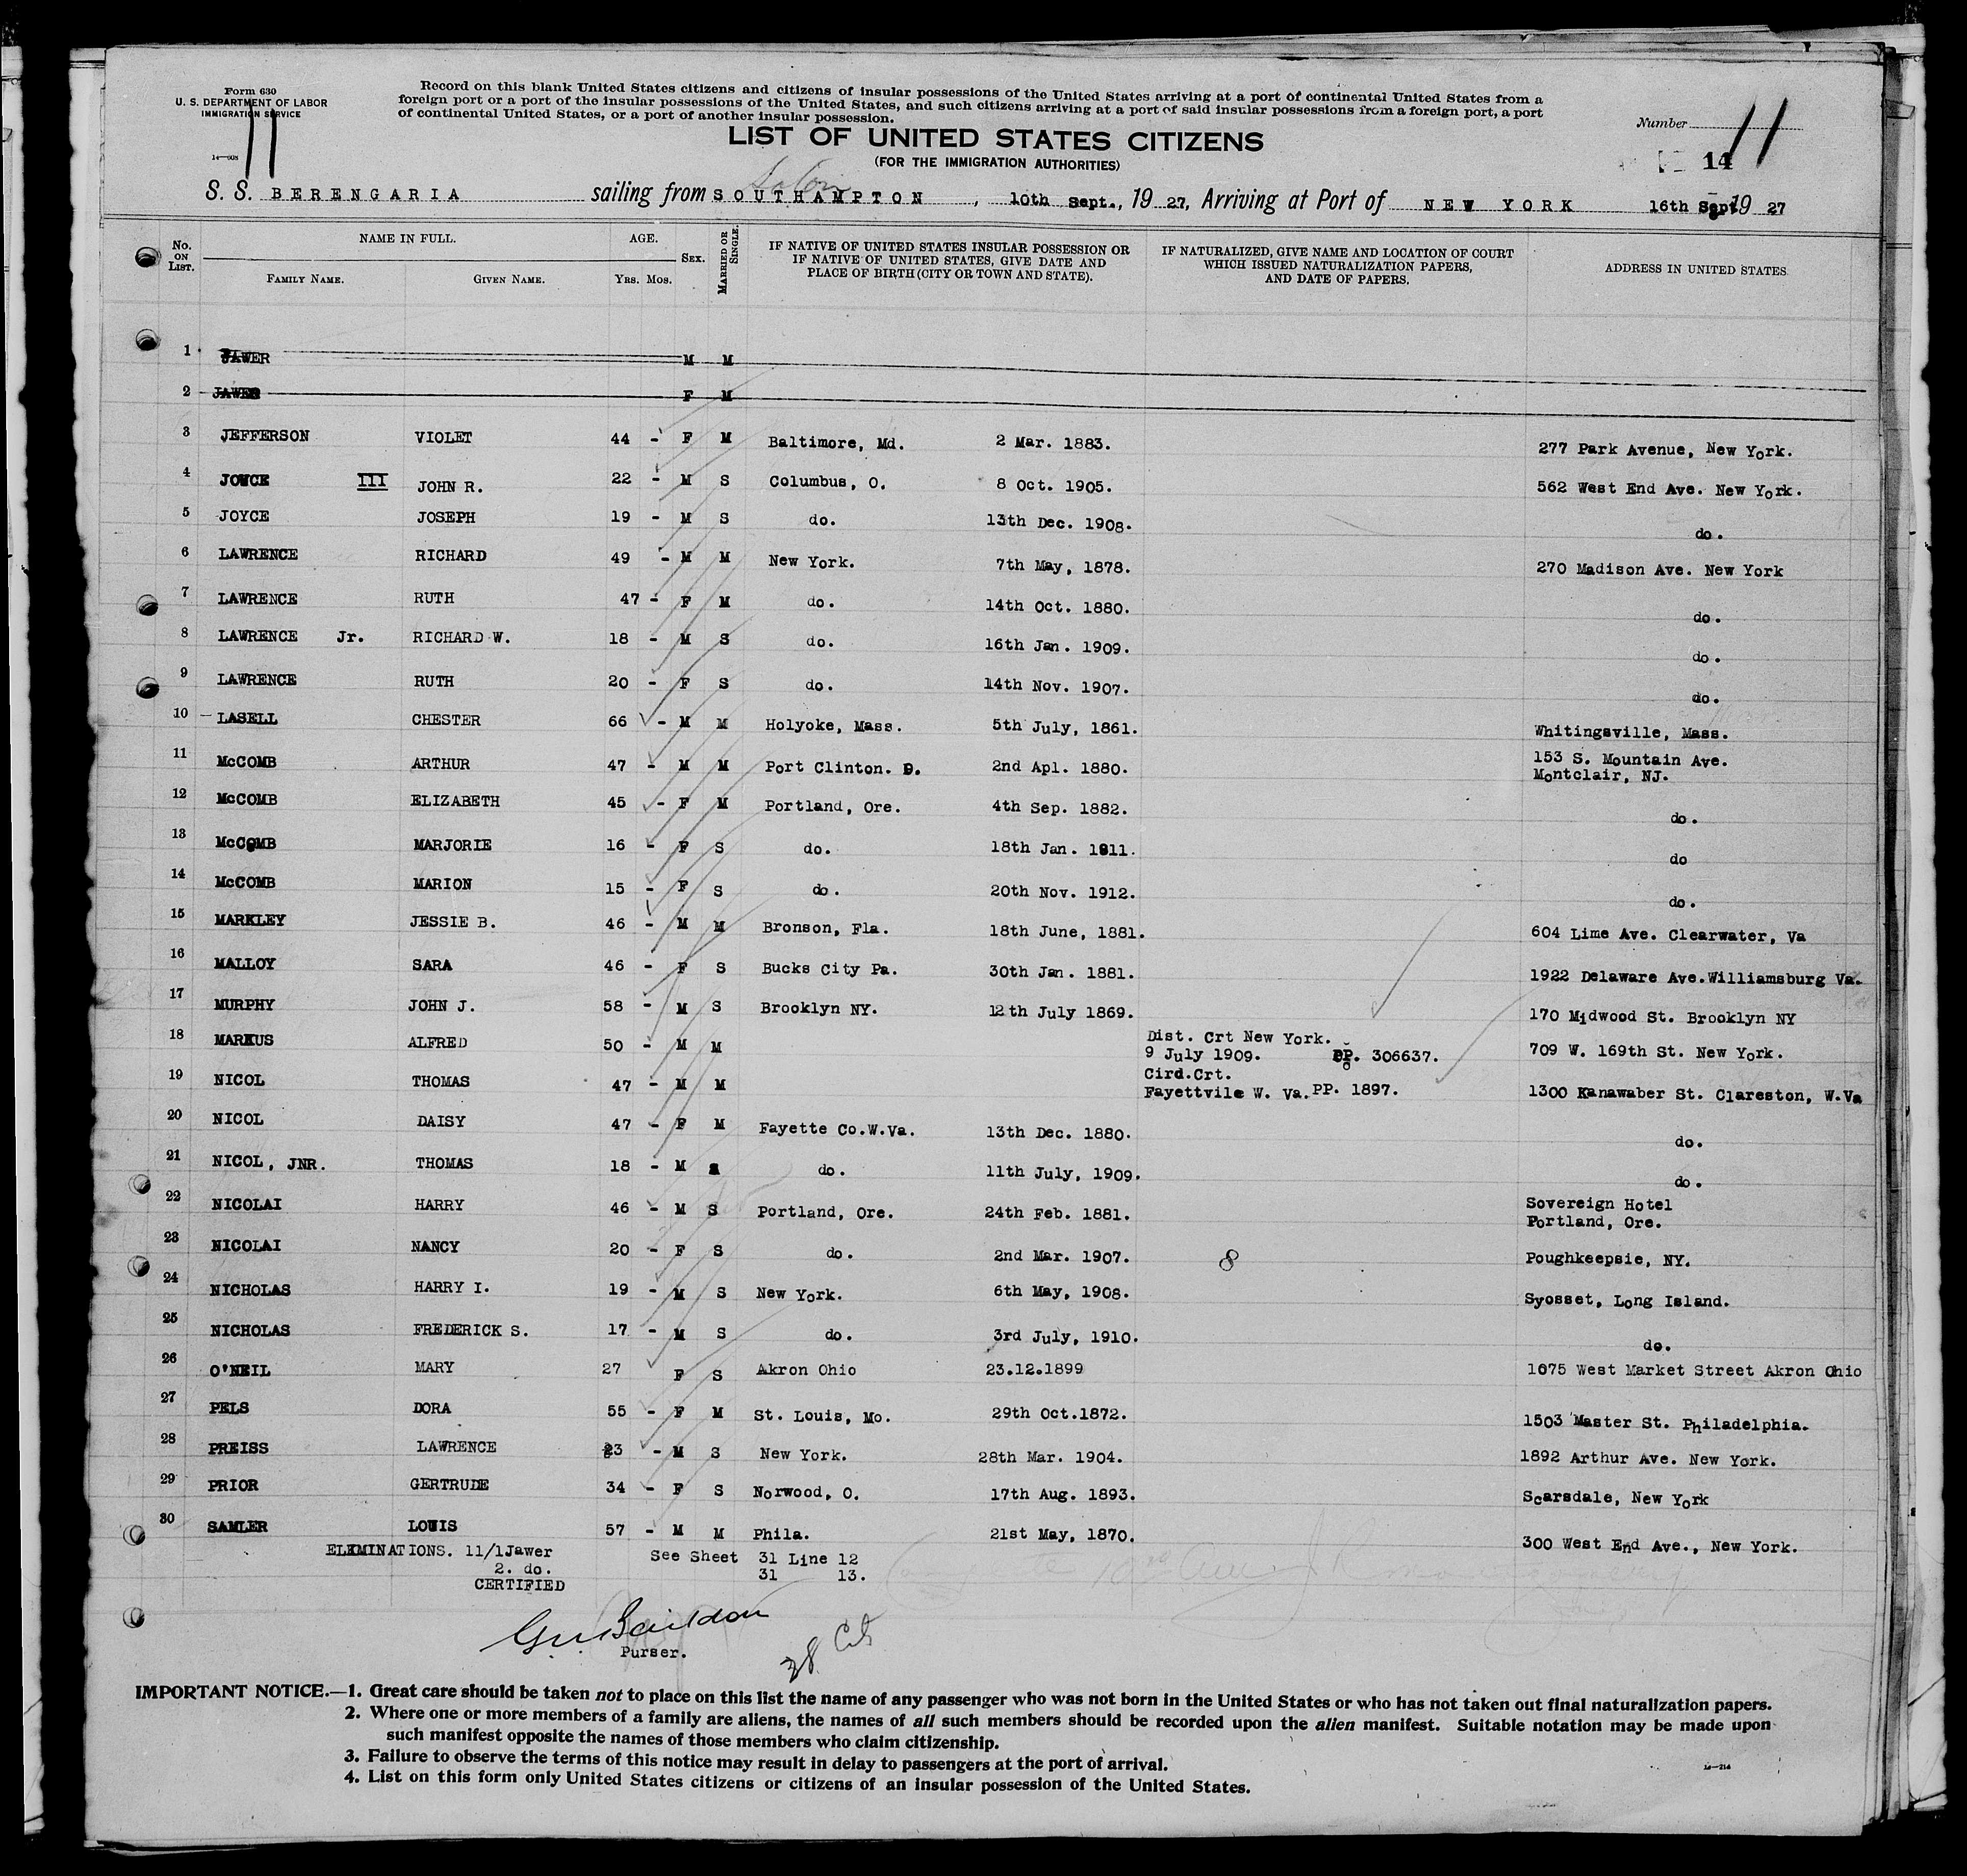 Form 630
U. S. DEPARTMENT OF LABOR
IMMIGRATION SERVICE
11
Record on this blank United States citizens and citizens of insular possessions of the United States arriving at a port of continental United States from a
foreign port or a port of the insular possessions of the United States, and such citizens arriving at a port of said insular possessions from a foreign port, a port
of continental United States, or a port of another insular possession.
LIST OF UNITED STATES CITIZENS
(FOR THE IMMIGRATION AUTHORITIES)
Number 11
14
Salon
S. S. BERENGARIA sailing from SOUTHAMPTON, 10th Sept., 19 27, Arriving at Port of NEW YORK 16th Sept 19 27
No. ON LIST. NAME IN FULL. FAMILY NAME. GIVEN NAME. AGE. YRS. MOS. SEX. MARRIED OR SINGLE. IF NATIVE OF UNITED STATES INSULAR POSSESSION OR IF NATIVE OF UNITED STATES, GIVE DATE AND PLACE OF BIRTH (CITY OR TOWN AND STATE). IF NATURALIZED, GIVE NAME AND LOCATION OF COURT WHICH ISSUED NATURALIZATION PAPERS, AND DATE OF PAPERS. ADDRESS IN UNITED STATES
1 JAWER M M
2 JAWER F M
3 JEFFERSON VIOLET 44 - F M Baltimore, Md. 2 Mar. 1883. 277 Park Avenue, New York.
4 JOYCE III JOHN R. 22 - M S Columbus, O. 8 Oct. 1905. 562 West End Ave. New York.
5 JOYCE JOSEPH 19 - M S do. 13th Dec. 1908. do.
6 LAWRENCE RICHARD 49 - M M New York. 7th May, 1878. 270 Madison Ave. New York
7 LAWRENCE RUTH 47 - F M do. 14th Oct. 1880. do.
8 LAWRENCE Jr. RICHARD W. 18 - M S do. 16th Jan. 1909. do.
9 LAWRENCE RUTH 20 - F S do. 14th Nov. 1907. do.
10 LASELL CHESTER 66 - M M Holyoke, Mass. 5th July, 1861. Whitingsville, Mass.
11 McCOMB ARTHUR 47 - M M Port Clinton. O. 2nd Apl. 1880. 153 S. Mountain Ave.
Montclair, NJ.
12 McCOMB ELIZABETH 45 - F M Portland, Ore. 4th Sep. 1882. do.
13 McCOMB MARJORIE 16 - F S do. 18th Jan. 1911. do
14 McCOMB MARION 15 - F S do. 20th Nov. 1912. do.
15 MARKLEY JESSIE B. 46 - M M Bronson, Fla. 18th June, 1881. 604 Lime Ave. Clearwater, Va
16 MALLOY SARA 46 - F S Bucks City Pa. 30th Jan. 1881. 1922 Delaware Ave.Williamsburg Va.
17 MURPHY JOHN J. 58 - M S Brooklyn NY. 12th July 1869. 170 Midwood St. Brooklyn NY
18 MARKUS ALFRED 50 - M M Dist. Crt New York.
9 July 1909. PP. 306637. 709 W. 169th St. New York.
19 NICOL THOMAS 47 - M M Cird.Crt.
Fayettvile W. Va. PP. 1897. 1300 Kanawaber St. Clareston, W.Va
20 NICOL DAISY 47 - F M Fayette Co.W.Va. 13th Dec. 1880. do.
21 NICOL, JNR. THOMAS 18 - M S do. 11th July, 1909. do.
22 NICOLAI HARRY 46 - M S Portland, Ore. 24th Feb. 1881. Sovereign Hotel
Portland, Ore.
23 NICOLAI NANCY 20 - F S do. 2nd Mar. 1907. 8 Poughkeepsie, NY.
24 NICHOLAS HARRY I. 19 - M S New York. 6th May, 1908. Syosset, Long Island.
25 NICHOLAS FREDERICK S. 17 - M S do. 3rd July, 1910. do.
26 O'NEIL MARY 27 F S Akron Ohio 23.12.1899 1075 West Market Street Akron Ohio
27 PELS DORA 55 - F M St. Louis, Mo. 29th Oct.1872. 1503 Master St. Philadelphia.
28 PREISS LAWRENCE 23 - M S New York. 28th Mar. 1904. 1892 Arthur Ave. New York.
29 PRIOR GERTRUDE 34 - F S Norwood, O. 17th Aug. 1893. Scarsdale, New York
30 SAMLER LOUIS 57 - M M Phila. 21st May, 1870. 300 West End Ave., New York.
ELIMINATIONS. 11/1Jawer See Sheet 31 Line 12
2. do. 31 13.
CERTIFIED
Purser.
28 Cit
IMPORTANT NOTICE.—1. Great care should be taken not to place on this list the name of any passenger who was not born in the United States or who has not taken out final naturalization papers.
2. Where one or more members of a family are aliens, the names of all such members should be recorded upon the alien manifest. Suitable notation may be made upon
such manifest opposite the names of those members who claim citizenship.
3. Failure to observe the terms of this notice may result in delay to passengers at the port of arrival.
4. List on this form only United States citizens or citizens of an insular possession of the United States.